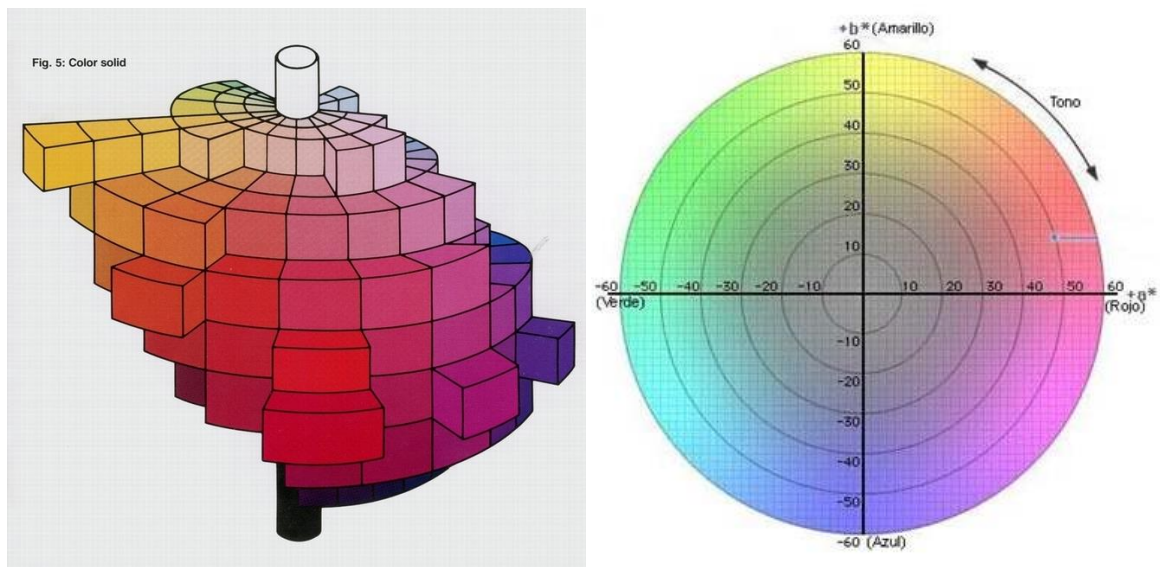 Fig. 5: Color solid
+b*(Amarillo)
60
50
40
30
20
10
Tono
-60 -50 -40 -30 -20 -10 10 20 30 40 50 60 +a*
(Verde) (Rojo)
-10
-20
-30
-40
-50
-60 (Azul)